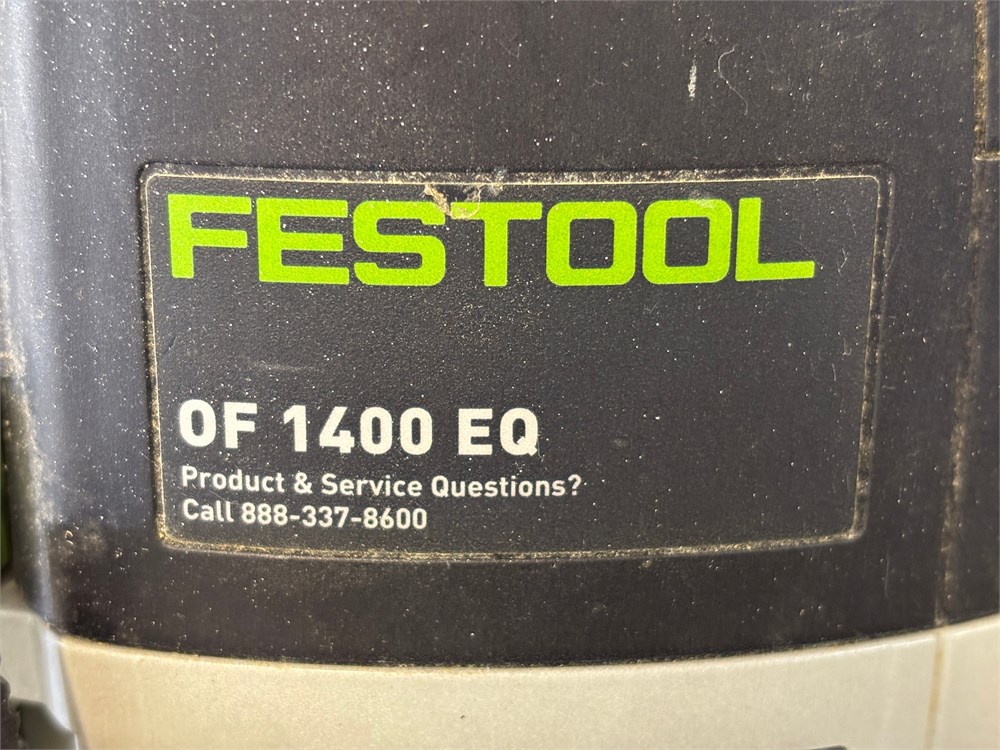 FESTOOL
OF 1400 EQ
Product & Service Questions?
Call 888-337-8600